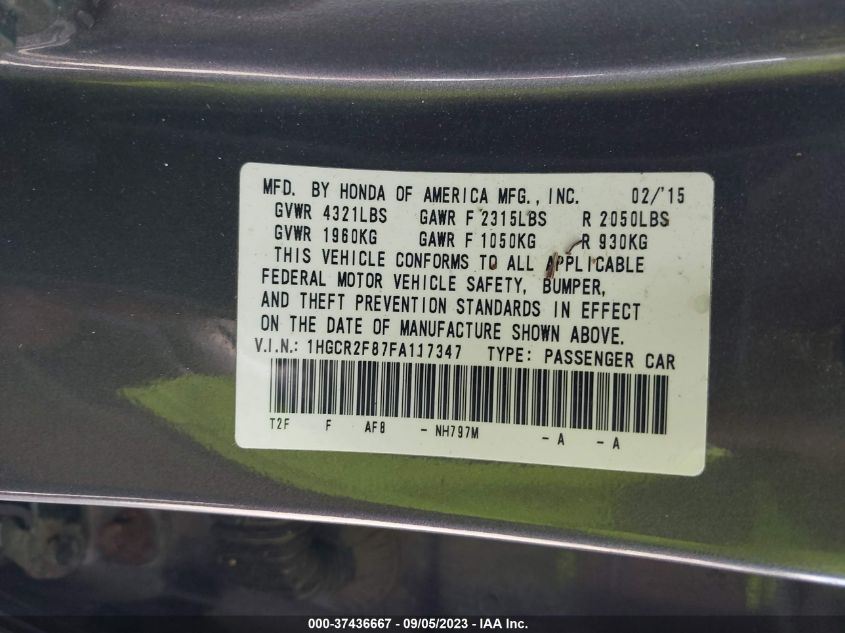 MFD. BY HONDA OF AMERICA MFG., INC. 02/'15
GVWR 4321LBS GAWR F 2315LBS R 2050LBS
GVWR 1960KG GAWR F 1050KG R 930KG
THIS VEHICLE CONFORMS TO ALL APPLICABLE
FEDERAL MOTOR VEHICLE SAFETY, BUMPER,
AND THEFT PREVENTION STANDARDS IN EFFECT
ON THE DATE OF MANUFACTURE SHOWN ABOVE.
V.I.N.: 1HGCR2F87FA117347 TYPE: PASSENGER CAR
T2F F AF8 - NH797M - A - A
000-37436667 - 09/05/2023 - IAA Inc.